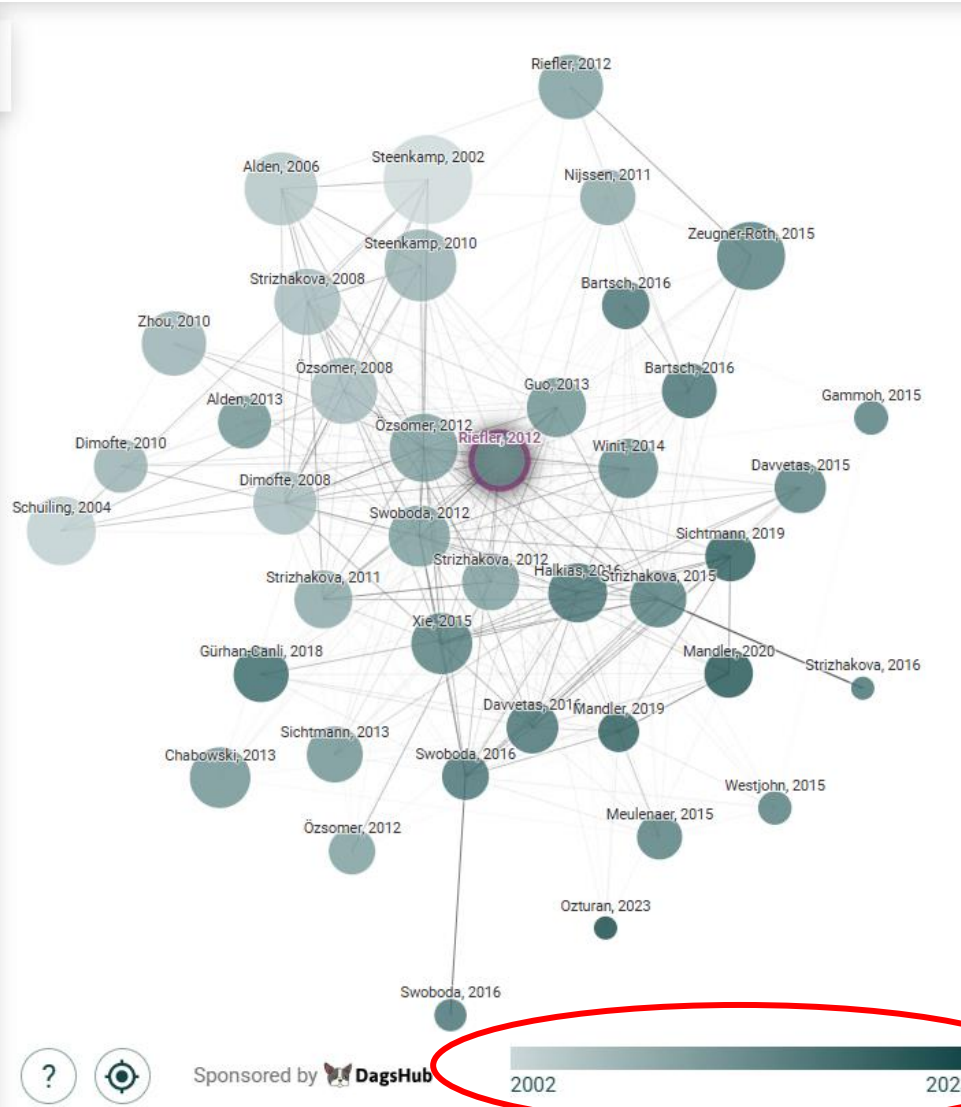 Riefler, 2012
Steenkamp, 2002
Alden, 2006
Nijssen, 2011
Zeugner-Roth, 2015
Steenkamp, 2010
Strizhakova, 2008
Bartsch, 2016
Zhou, 2010
Özsomer, 2008
Bartsch, 2016
Guo, 2013
Gammoh, 2015
Alden, 2013
Özsomer, 2012
Riefler, 2012
Dimofte, 2010
Winit, 2014
Davvetas, 2015
Dimofte, 2008
Schuiling, 2004
Swoboda, 2012
Sichtmann, 2019
Strizhakova, 2012
Halkias, 2016
Strizhakova, 2015
Strizhakova, 2011
Xie, 2015
Gürhan-Canli, 2018
Mandler, 2020
Strizhakova, 2016
Davvetas, 2016
Mandler, 2019
Sichtmann, 2013
Chabowski, 2013
Swoboda, 2016
Westjohn, 2015
Meulenaer, 2015
Özsomer, 2012
Ozturan, 2023
Swoboda, 2016
?
Sponsored by DagsHub
2002